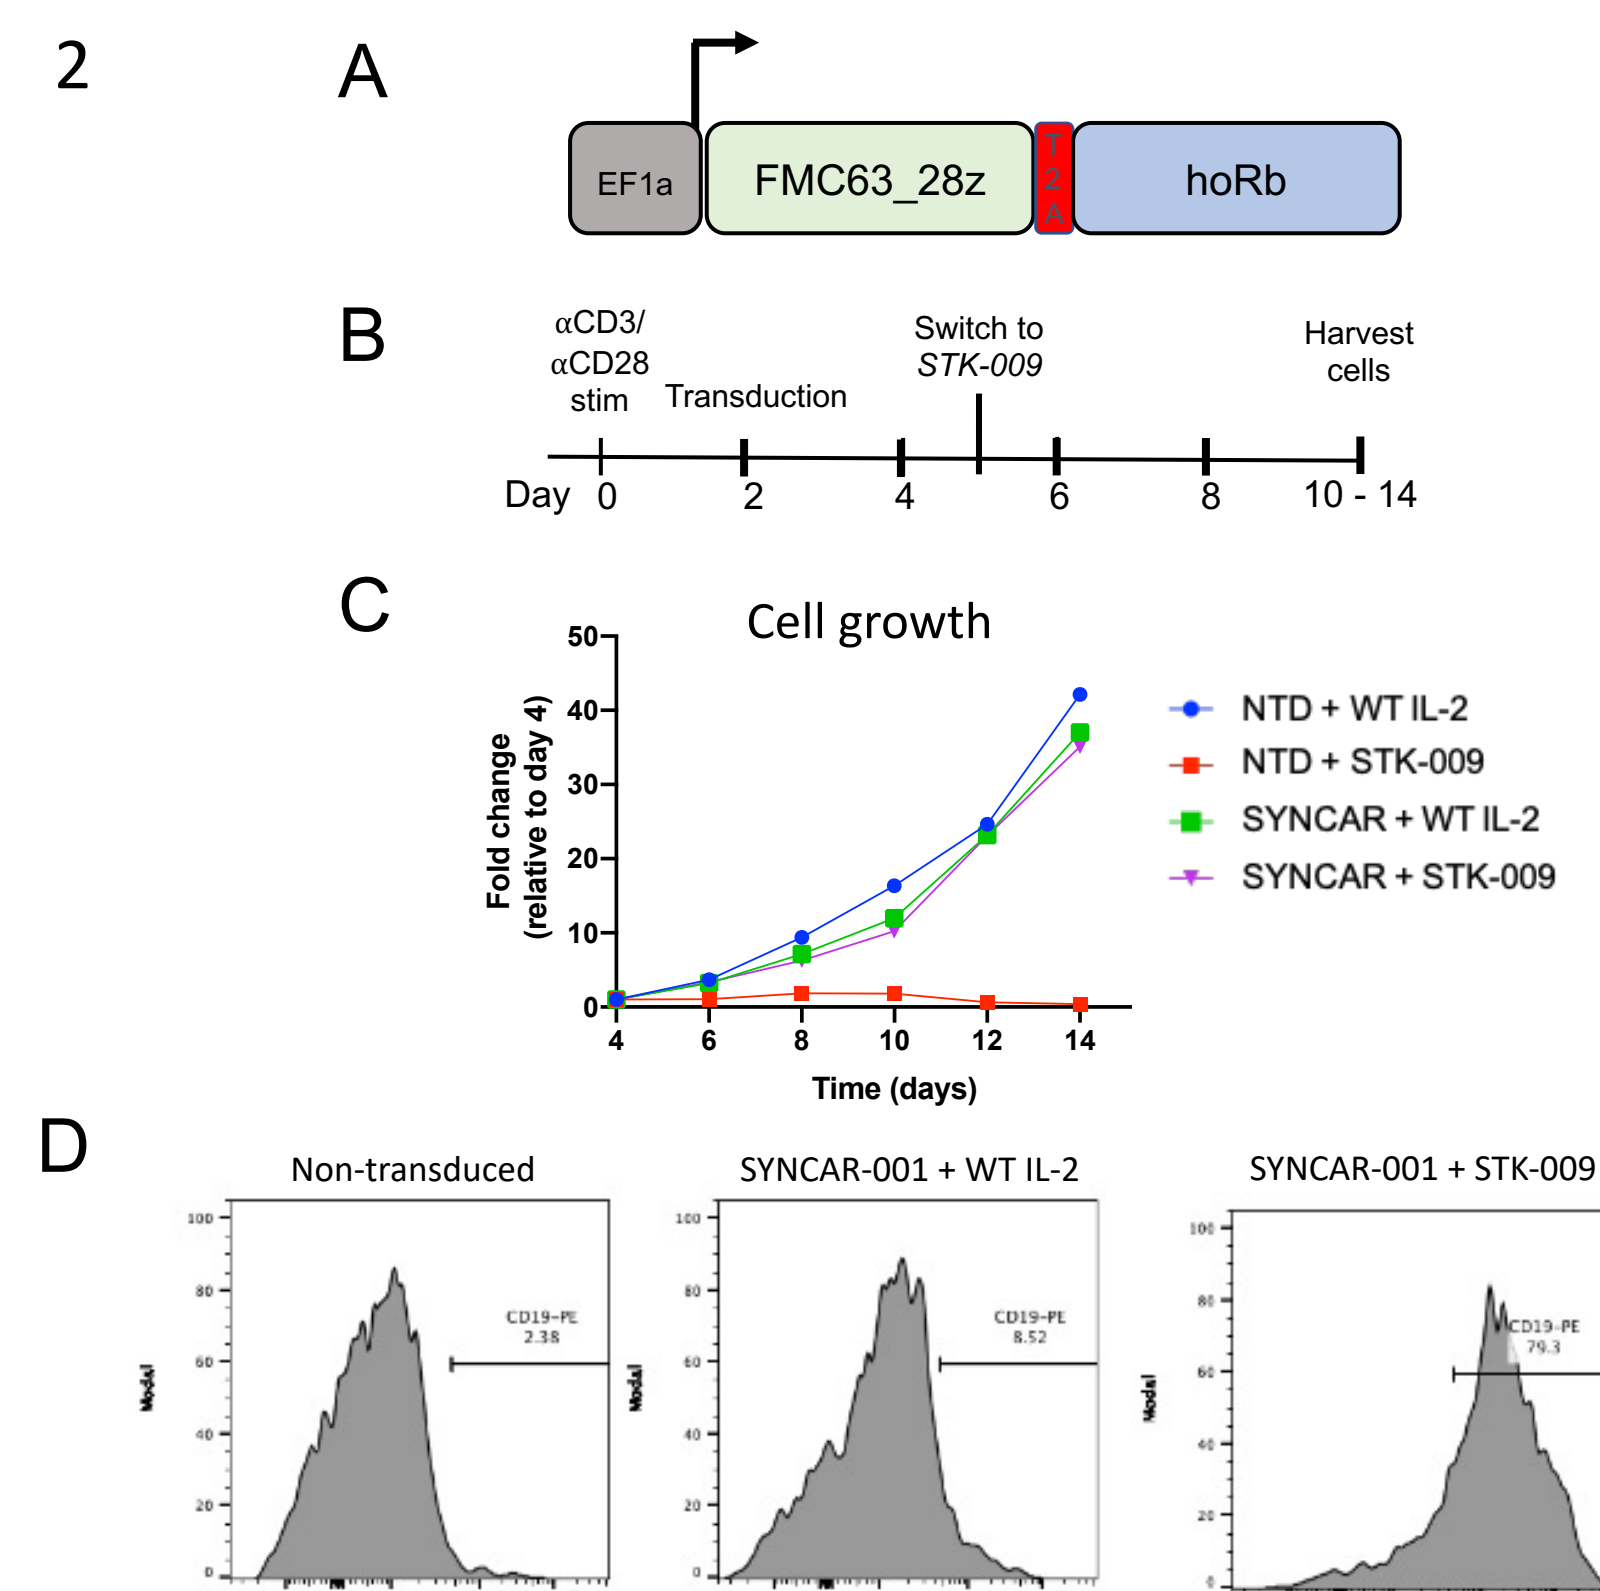 2
A
EF1a
FMC63_28z
T
2
A
hoRb
B
αCD3/
αCD28
stim
Transduction
Switch to
STK-009
Harvest
cells
Day 0 2 4 6 8 10 - 14
C
Cell growth
Fold change
(relative to day 4)
50
40
30
20
10
0
4 6 8 10 12 14
Time (days)
NTD + WT IL-2
NTD + STK-009
SYNCAR + WT IL-2
SYNCAR + STK-009
D
Non-transduced
Modal
100
80
60
40
20
0
CD19-PE
2.38
SYNCAR-001 + WT IL-2
Modal
100
80
60
40
20
0
CD19-PE
8.52
SYNCAR-001 + STK-009
Modal
100
80
60
40
20
0
CD19-PE
79.3